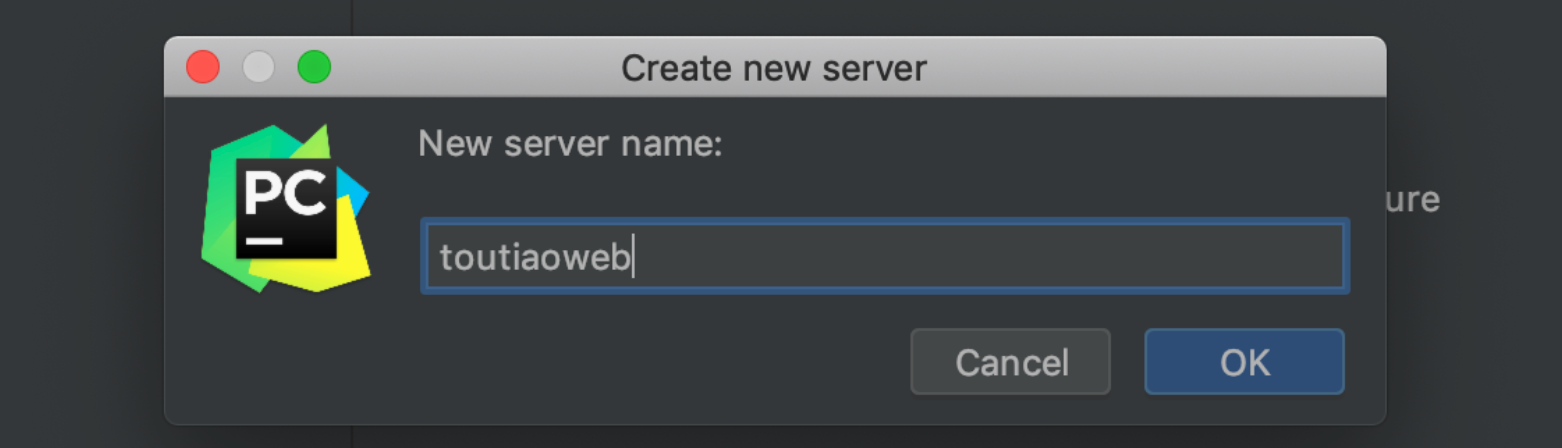 Create new server
PC
New server name:
ure
toutiaoweb
Cancel
OK